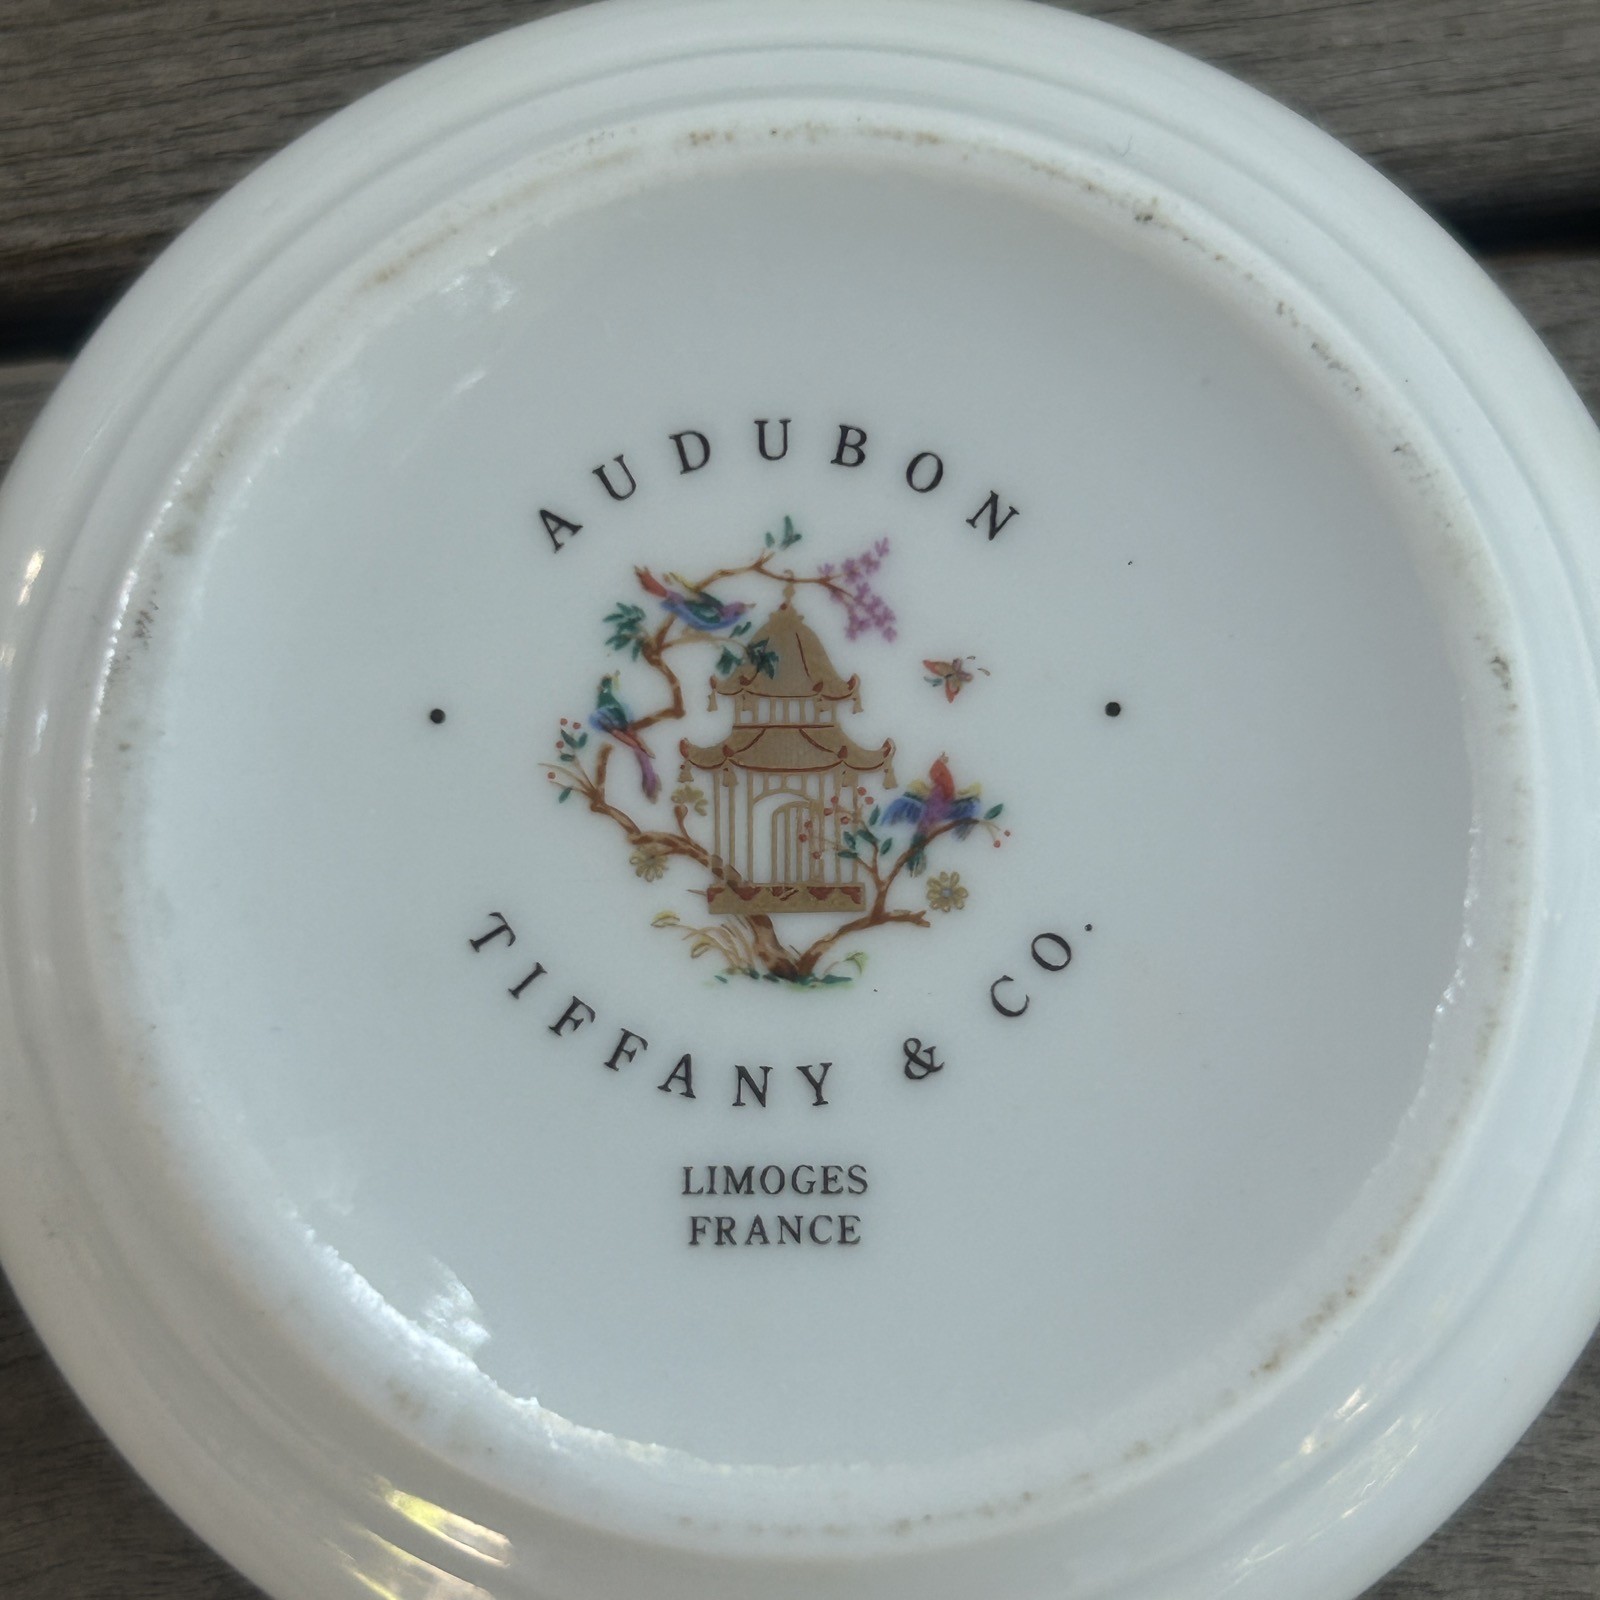 AUDUBON
TIFFANY & CO.
LIMOGES
FRANCE